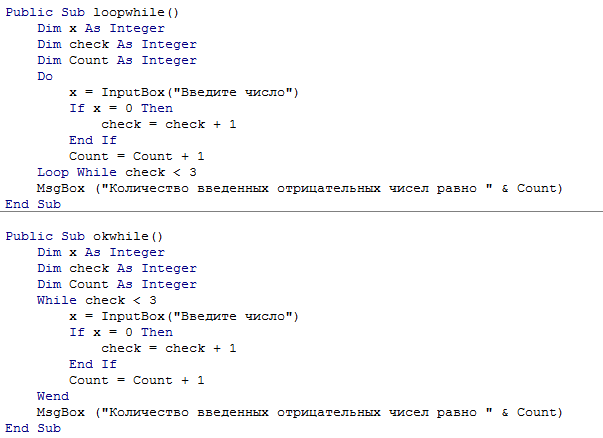 Public Sub loopwhile()
    Dim x As Integer
    Dim check As Integer
    Dim Count As Integer
    Do
        x = InputBox("Введите число")
        If x = 0 Then
            check = check + 1
        End If
        Count = Count + 1
    Loop While check < 3
    MsgBox ("Количество введенных отрицательных чисел равно " & Count)
End Sub
Public Sub okwhile()
    Dim x As Integer
    Dim check As Integer
    Dim Count As Integer
    While check < 3
        x = InputBox("Введите число")
        If x = 0 Then
            check = check + 1
        End If
        Count = Count + 1
    Wend
    MsgBox ("Количество введенных отрицательных чисел равно " & Count)
End Sub